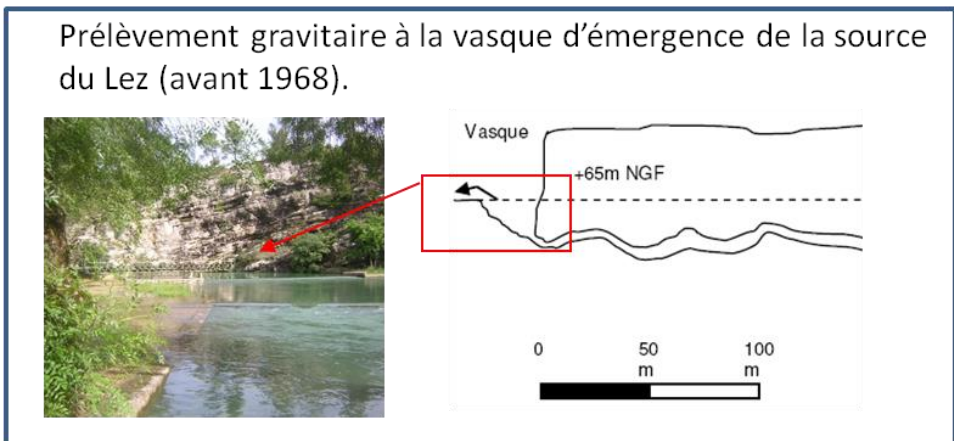 Prélèvement gravitaire à la vasque d’émergence de la source
du Lez (avant 1968).
Vasque
+65m NGF
0 50 100
m m